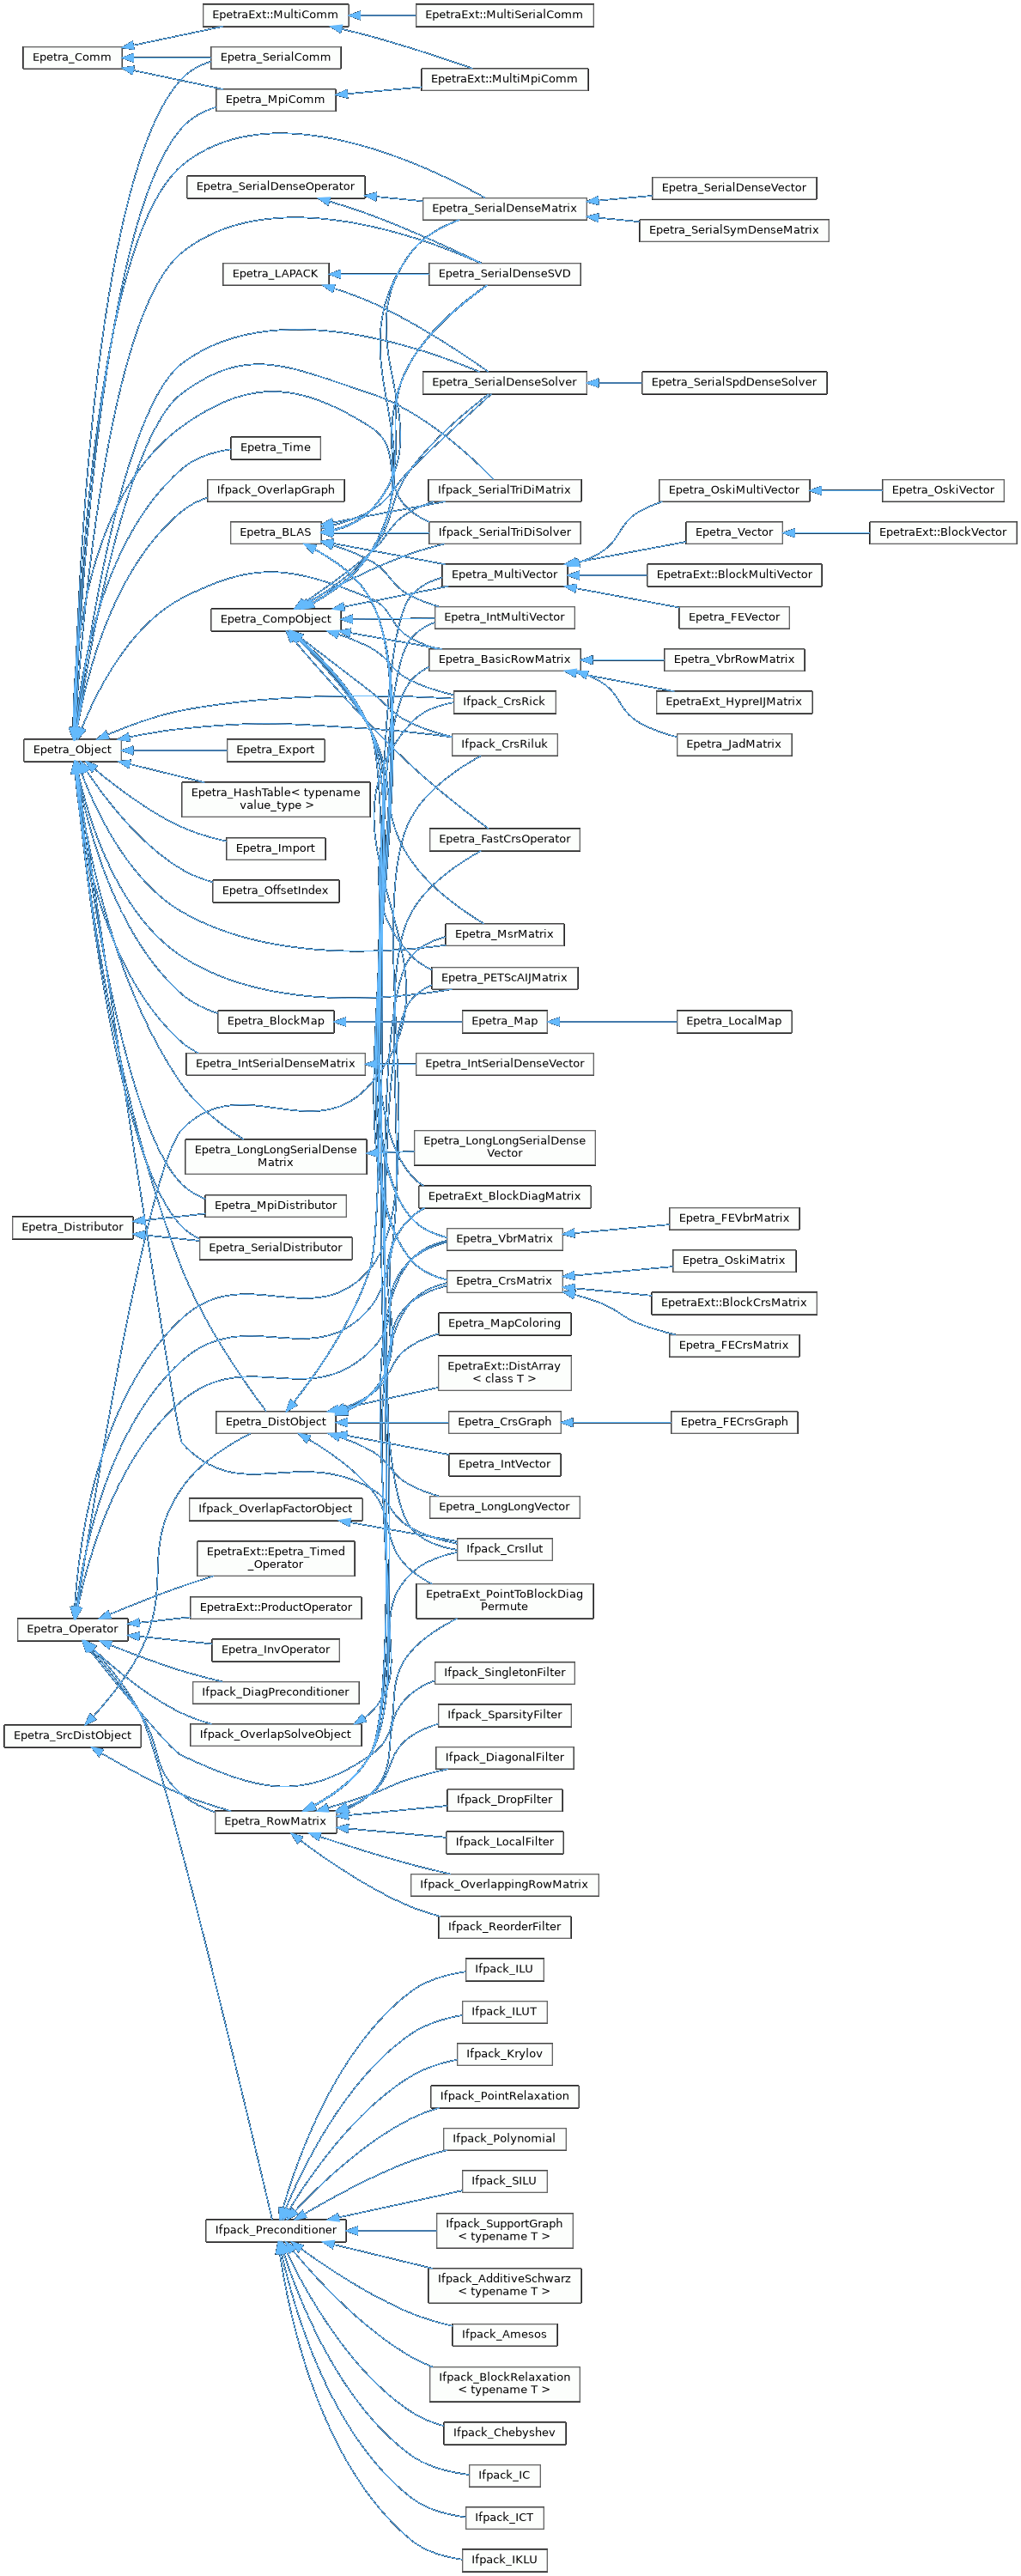 EpetraExt::MultiComm
EpetraExt::MultiSerialComm
Epetra_Comm
Epetra_SerialComm
EpetraExt::MultiMpiComm
Epetra_MpiComm
Epetra_SerialDenseOperator
Epetra_SerialDenseVector
Epetra_SerialDenseMatrix
Epetra_SerialSymDenseMatrix
Epetra_LAPACK
Epetra_SerialDenseSVD
Epetra_SerialDenseSolver
Epetra_SerialSpdDenseSolver
Epetra_Time
Ifpack_OverlapGraph
Ifpack_SerialTriDiMatrix
Epetra_OskiMultiVector
Epetra_OskiVector
Epetra_BLAS
Ifpack_SerialTriDiSolver
Epetra_Vector
EpetraExt::BlockVector
Epetra_MultiVector
EpetraExt::BlockMultiVector
Epetra_CompObject
Epetra_IntMultiVector
Epetra_FEVector
Epetra_BasicRowMatrix
Epetra_VbrRowMatrix
Ifpack_CrsRick
EpetraExt_HypreIJMatrix
Epetra_Object
Epetra_Export
Ifpack_CrsRiluk
Epetra_JadMatrix
Epetra_HashTable< typename
value_type >
Epetra_Import
Epetra_FastCrsOperator
Epetra_OffsetIndex
Epetra_MsrMatrix
Epetra_PETScAIJMatrix
Epetra_BlockMap
Epetra_Map
Epetra_LocalMap
Epetra_IntSerialDenseMatrix
Epetra_IntSerialDenseVector
Epetra_LongLongSerialDense
Matrix
Epetra_LongLongSerialDense
Vector
EpetraExt_BlockDiagMatrix
Epetra_MpiDistributor
Epetra_Distributor
Epetra_SerialDistributor
Epetra_VbrMatrix
Epetra_FEVbrMatrix
Epetra_CrsMatrix
Epetra_OskiMatrix
EpetraExt::BlockCrsMatrix
Epetra_MapColoring
Epetra_FECrsMatrix
EpetraExt::DistArray
< class T >
Epetra_DistObject
Epetra_CrsGraph
Epetra_FECrsGraph
Epetra_IntVector
Epetra_LongLongVector
Ifpack_OverlapFactorObject
Ifpack_CrsIlut
EpetraExt::Epetra_Timed
_Operator
EpetraExt_PointToBlockDiag
Permute
EpetraExt::ProductOperator
Epetra_Operator
Epetra_InvOperator
Ifpack_DiagPreconditioner
Ifpack_SingletonFilter
Epetra_SrcDistObject
Ifpack_OverlapSolveObject
Ifpack_SparsityFilter
Ifpack_DiagonalFilter
Ifpack_DropFilter
Epetra_RowMatrix
Ifpack_LocalFilter
Ifpack_OverlappingRowMatrix
Ifpack_ReorderFilter
Ifpack_ILU
Ifpack_ILUT
Ifpack_Krylov
Ifpack_PointRelaxation
Ifpack_Polynomial
Ifpack_SILU
Ifpack_Preconditioner
Ifpack_SupportGraph
< typename T >
Ifpack_AdditiveSchwarz
< typename T >
Ifpack_Amesos
Ifpack_BlockRelaxation
< typename T >
Ifpack_Chebyshev
Ifpack_IC
Ifpack_ICT
Ifpack_IKLU